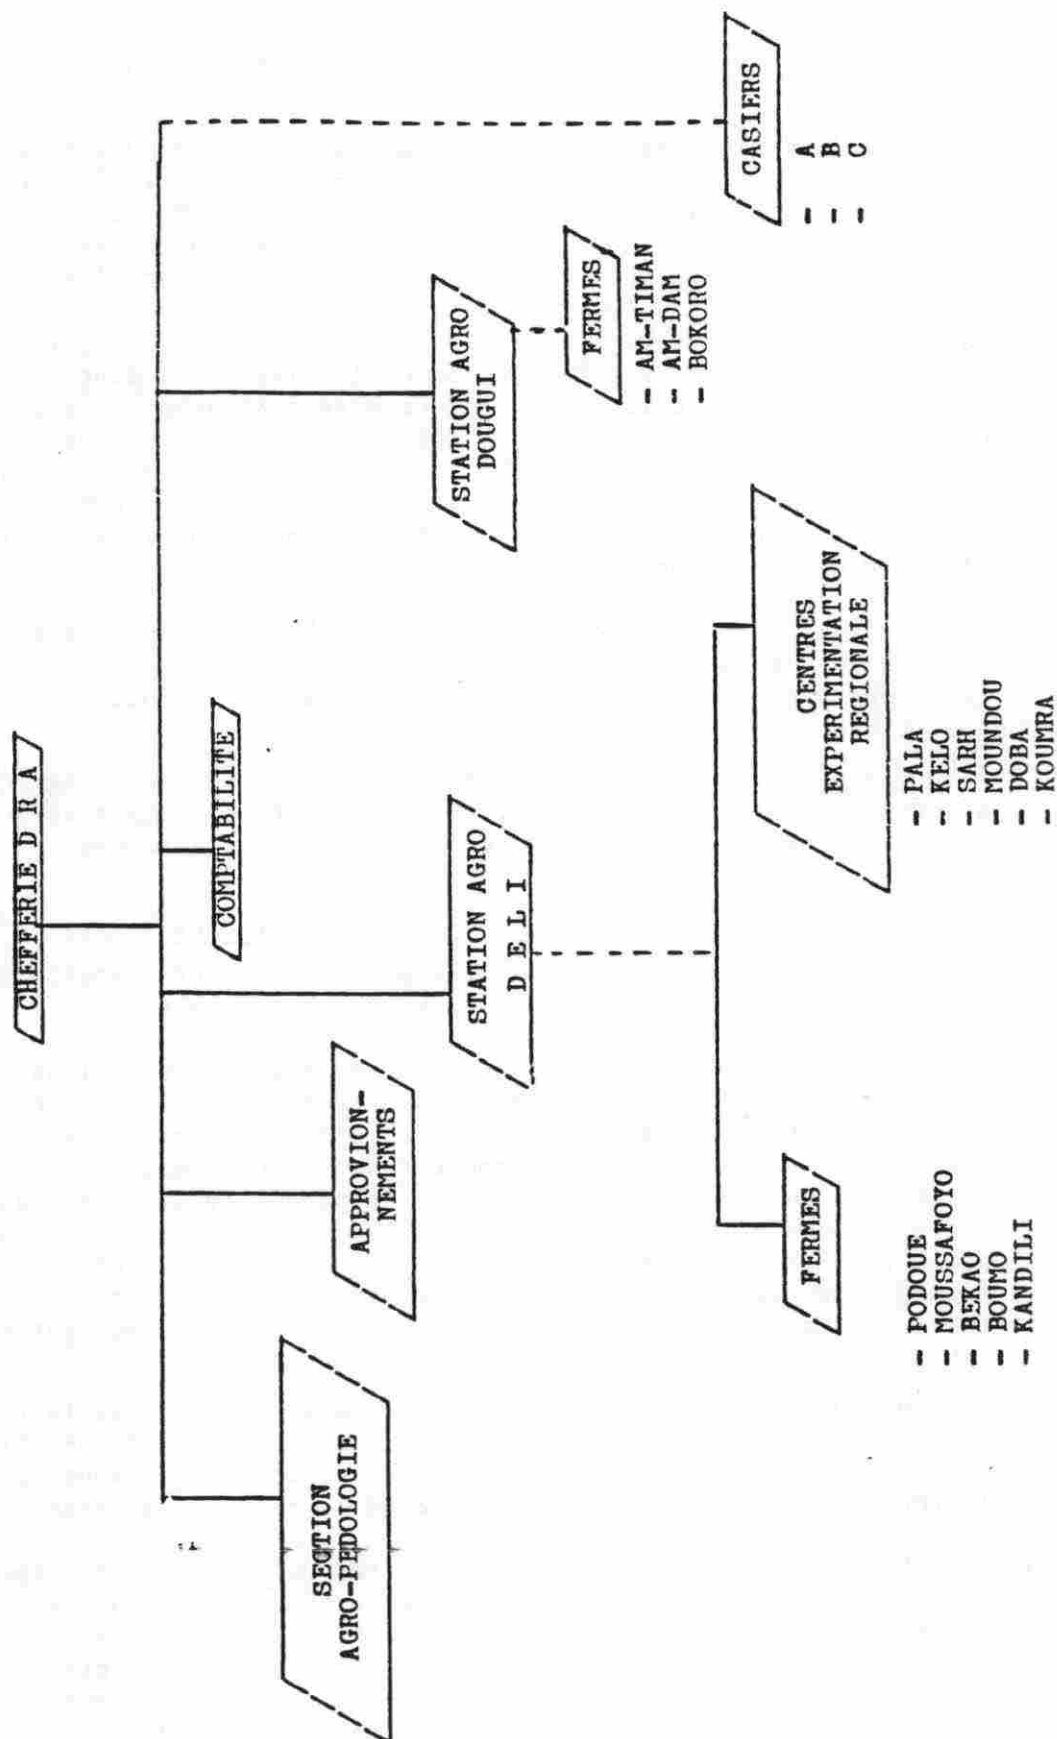 CHEFFERIE D R A
COMPTABILITE
SECTION
AGRO-PEDOLOGIE
APPROVION-
NEMENTS
STATION AGRO
D E L I
STATION AGRO
DOUGUI
FERMES
- AM-TIMAN
- AM-DAM
- BOKORO
CASIERS
- A
- B
- C
FERMES
- PODOUE
- MOUSSAFOYO
- BEKAO
- BOUMO
- KANDILI
CENTRES
EXPERIMENTATION
REGIONALE
- PALA
- KELO
- SARH
- MOUNDOU
- DOBA
- KOUMRA